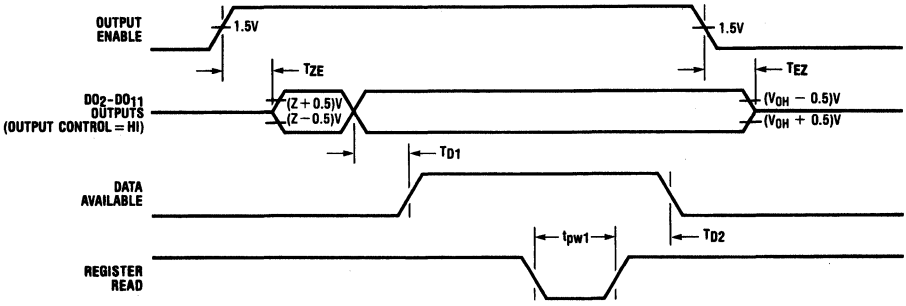 OUTPUT
ENABLE
1.5V
1.5V
TZE
TEZ
DO2–DO11
OUTPUTS
(OUTPUT CONTROL = HI)
(Z + 0.5)V
(Z – 0.5)V
(VOH – 0.5)V
(VOH + 0.5)V
TD1
DATA
AVAILABLE
tpw1
TD2
REGISTER
READ